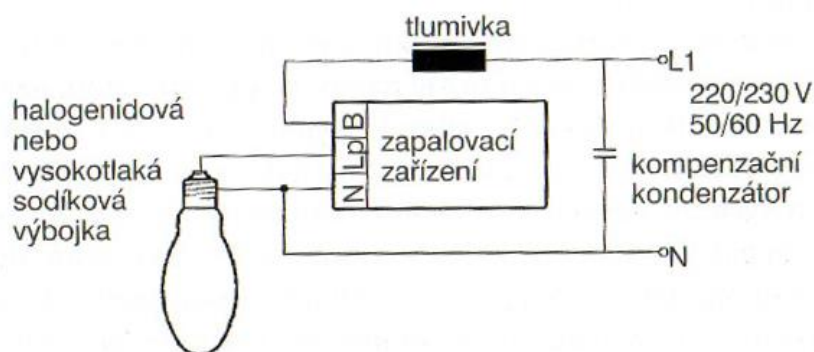 tlumivka
L1
220/230 V
50/60 Hz
halogenidová
nebo
vysokotlaká
sodíková
výbojka
B
Lp
N
zapalovací
zařízení
kompenzační
kondenzátor
N